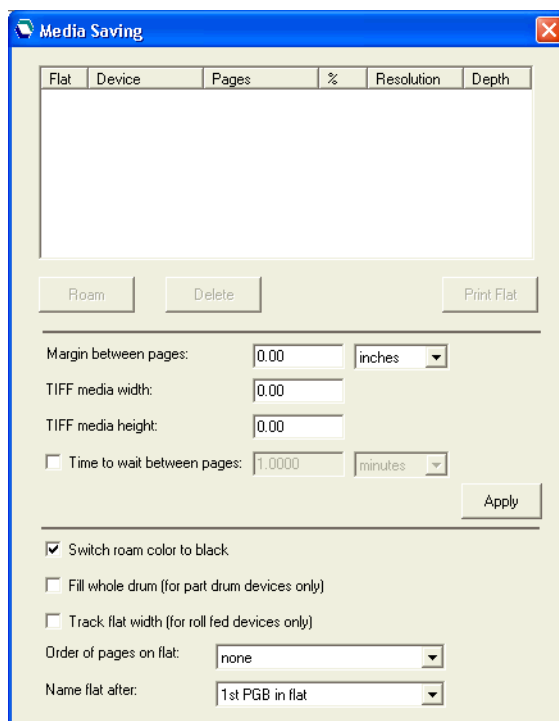 Media Saving
Flat Device Pages % Resolution Depth
Roam Delete Print Flat
Margin between pages: 0.00 inches
TIFF media width: 0.00
TIFF media height: 0.00
Time to wait between pages: 1.0000 minutes
Apply
Switch roam color to black
Fill whole drum (for part drum devices only)
Track flat width (for roll fed devices only)
Order of pages on flat: none
Name flat after: 1st PGB in flat